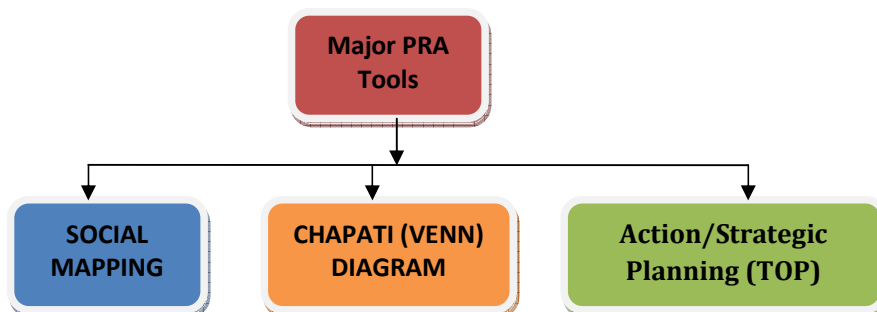 Major PRA
Tools
SOCIAL
MAPPING
CHAPATI (VENN)
DIAGRAM
Action/Strategic
Planning (TOP)